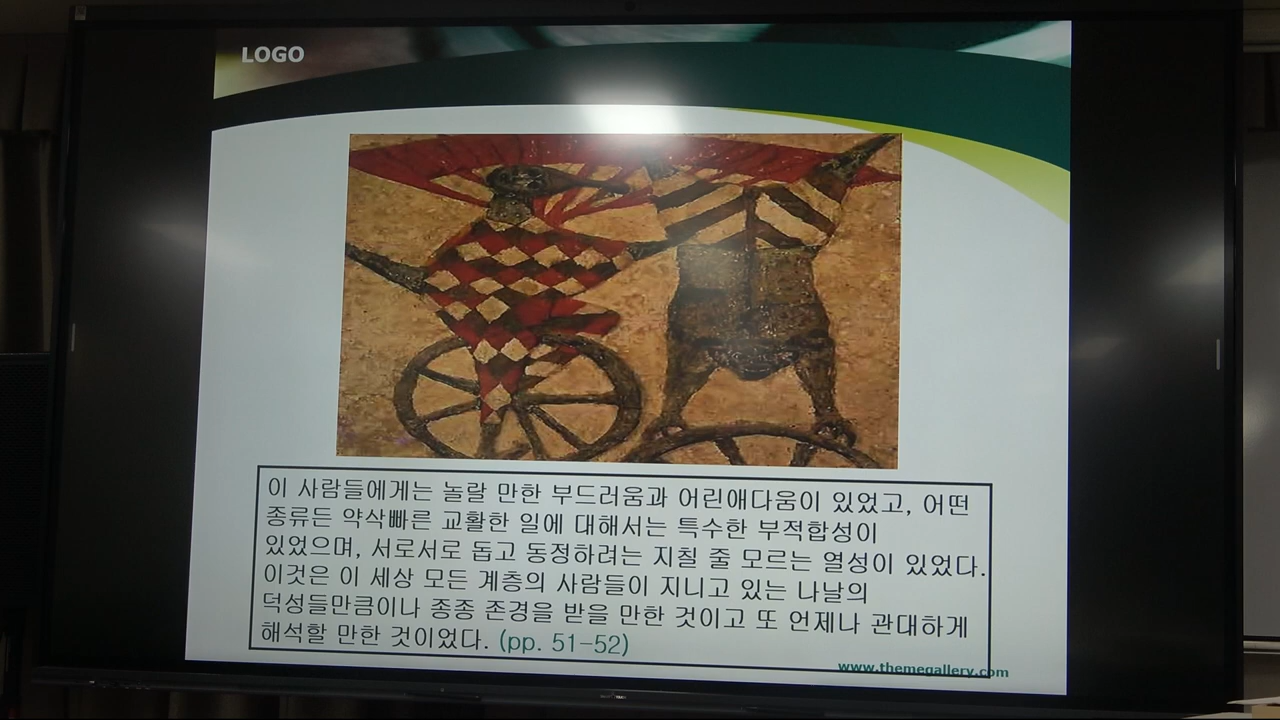 LOGO
이 사람들에게는 놀랄 만한 부드러움과 어린애다움이 있었고, 어떤
종류든 약삭빠른 교활한 일에 대해서는 특수한 부적합성이
있었으며, 서로서로 돕고 동정하려는 지칠 줄 모르는 열성이 있었다.
이것은 이 세상 모든 계층의 사람들이 지니고 있는 나날의
덕성들만큼이나 종종 존경을 받을 만한 것이고 또 언제나 관대하게
해석할 만한 것이었다. (pp. 51-52)
www.themegallery.com